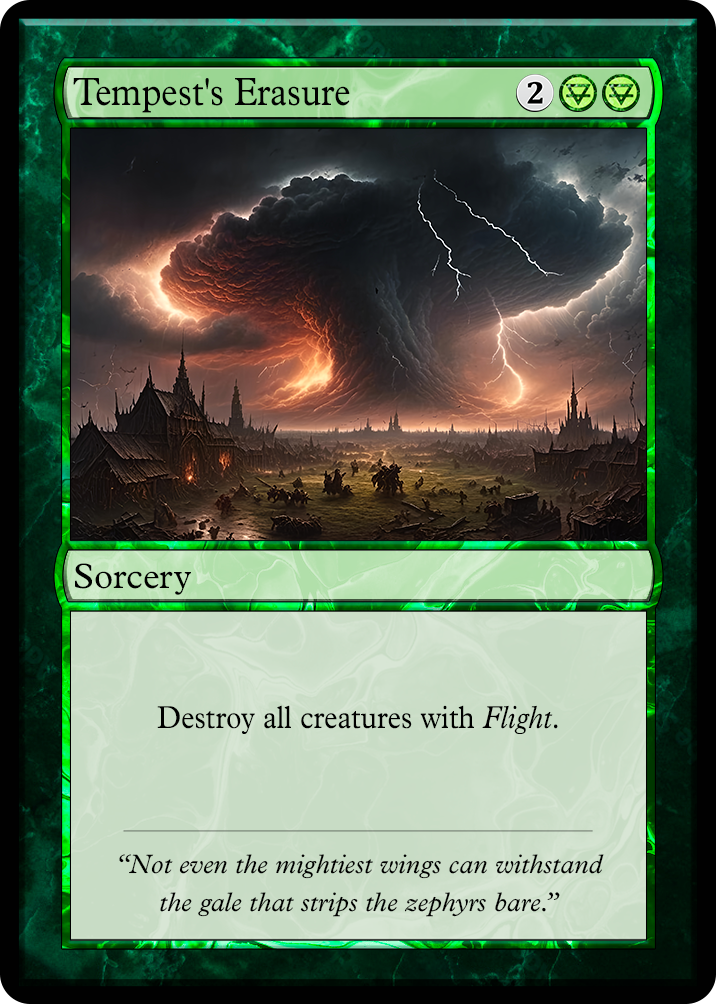 Tempest's Erasure 2
Sorcery
Destroy all creatures with Flight.
“Not even the mightiest wings can withstand
the gale that strips the zephyrs bare.”